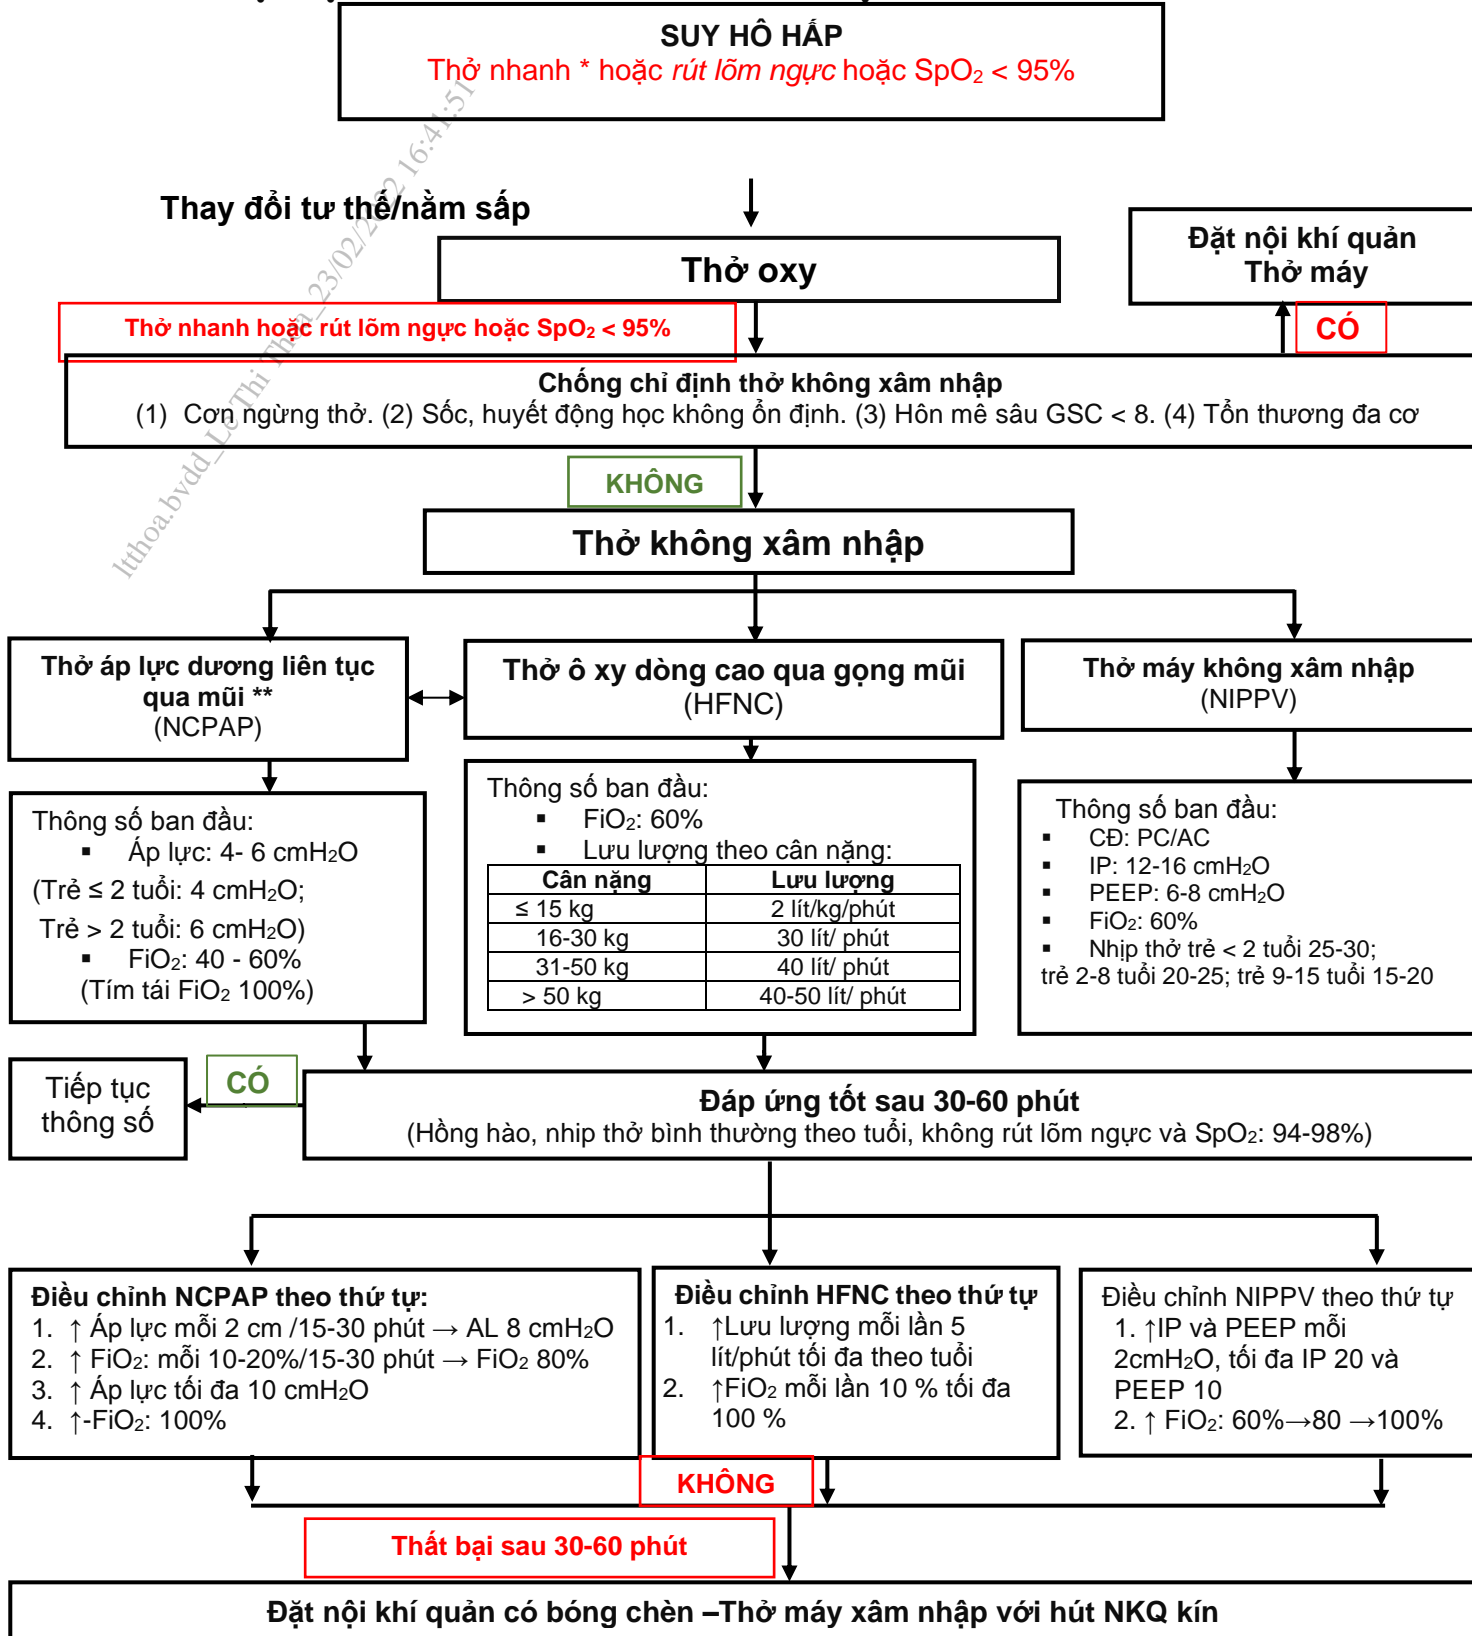 SUY HÔ HẤP
Thở nhanh * hoặc rút lõm ngực hoặc SpO₂ < 95%
Thay đổi tư thế/nằm sấp
Thở oxy
Đặt nội khí quản
Thở máy
Thở nhanh hoặc rút lõm ngực hoặc SpO₂ < 95%
CÓ
Chống chỉ định thở không xâm nhập
(1) Cơn ngừng thở. (2) Sốc, huyết động học không ổn định. (3) Hôn mê sâu GSC < 8. (4) Tổn thương đa cơ
KHÔNG
Thở không xâm nhập
Thở áp lực dương liên tục
qua mũi **
(NCPAP)
Thở ô xy dòng cao qua gọng mũi
(HFNC)
Thở máy không xâm nhập
(NIPPV)
Thông số ban đầu:
▪ Áp lực: 4- 6 cmH₂O
(Trẻ ≤ 2 tuổi: 4 cmH₂O;
Trẻ > 2 tuổi: 6 cmH₂O)
▪ FiO₂: 40 - 60%
(Tím tái FiO₂ 100%)
Thông số ban đầu:
▪ FiO₂: 60%
▪ Lưu lượng theo cân nặng:
Cân nặng Lưu lượng
≤ 15 kg 2 lít/kg/phút
16-30 kg 30 lít/ phút
31-50 kg 40 lít/ phút
> 50 kg 40-50 lít/ phút
Thông số ban đầu:
▪ CĐ: PC/AC
▪ IP: 12-16 cmH₂O
▪ PEEP: 6-8 cmH₂O
▪ FiO₂: 60%
▪ Nhịp thở trẻ < 2 tuổi 25-30;
trẻ 2-8 tuổi 20-25; trẻ 9-15 tuổi 15-20
Tiếp tục
thông số
CÓ
Đáp ứng tốt sau 30-60 phút
(Hồng hào, nhip thở bình thường theo tuổi, không rút lõm ngực và SpO₂: 94-98%)
Điều chỉnh NCPAP theo thứ tự:
1. ↑ Áp lực mỗi 2 cm /15-30 phút → AL 8 cmH₂O
2. ↑ FiO₂: mỗi 10-20%/15-30 phút → FiO₂ 80%
3. ↑ Áp lực tối đa 10 cmH₂O
4. ↑-FiO₂: 100%
Điều chỉnh HFNC theo thứ tự
1. ↑Lưu lượng mỗi lần 5
lít/phút tối đa theo tuổi
2. ↑FiO₂ mỗi lần 10 % tối đa
100 %
Điều chỉnh NIPPV theo thứ tự
1. ↑IP và PEEP mỗi
2cmH₂O, tối đa IP 20 và
PEEP 10
2. ↑ FiO₂: 60%→80 →100%
KHÔNG
Thất bại sau 30-60 phút
Đặt nội khí quản có bóng chèn –Thở máy xâm nhập với hút NKQ kín
ltthoa.bvdd_Le Thi Thoa_23/02/2022 16:41:51